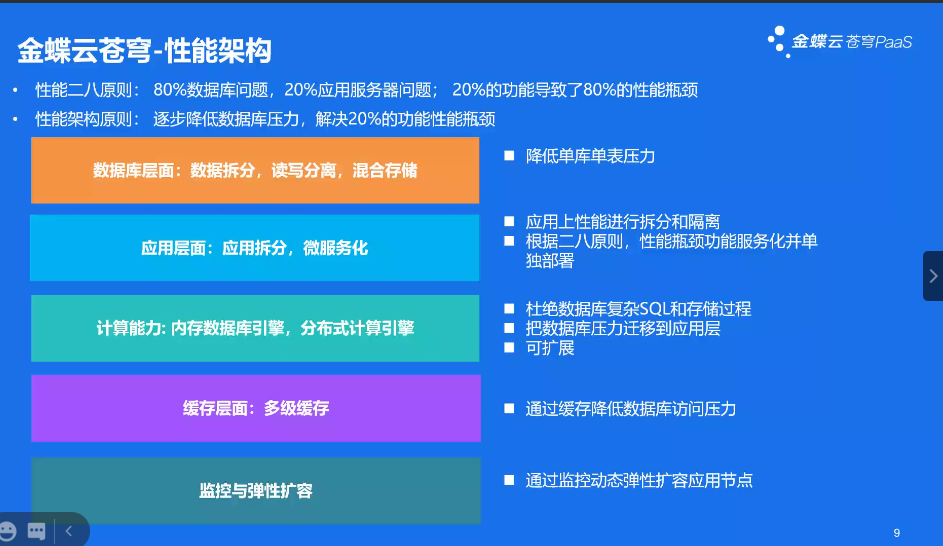 金蝶云苍穹-性能架构
金蝶云苍穹PaaS
• 性能二八原则： 80%数据库问题，20%应用服务器问题； 20%的功能导致了80%的性能瓶颈
• 性能架构原则： 逐步降低数据库压力，解决20%的功能性能瓶颈
数据库层面：数据拆分，读写分离，混合存储
■ 降低单库单表压力
应用层面：应用拆分，微服务化
■ 应用上性能进行拆分和隔离
■ 根据二八原则，性能瓶颈功能服务化并单
独部署
计算能力: 内存数据库引擎，分布式计算引擎
■ 杜绝数据库复杂SQL和存储过程
■ 把数据库压力迁移到应用层
■ 可扩展
缓存层面：多级缓存
■ 通过缓存降低数据库访问压力
监控与弹性扩容
■ 通过监控动态弹性扩容应用节点
9